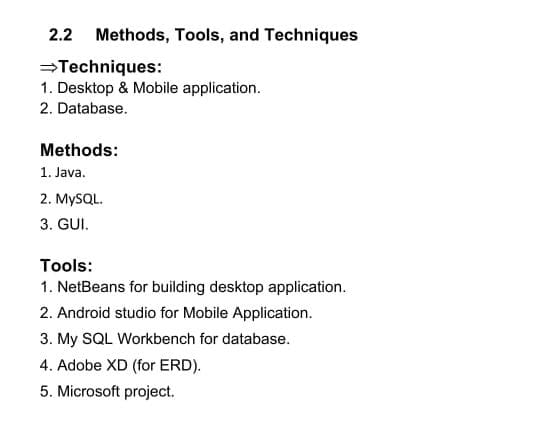 2.2 Methods, Tools, and Techniques
⇒Techniques:
1. Desktop & Mobile application.
2. Database.
Methods:
1. Java.
2. MySQL.
3. GUI.
Tools:
1. NetBeans for building desktop application.
2. Android studio for Mobile Application.
3. My SQL Workbench for database.
4. Adobe XD (for ERD).
5. Microsoft project.